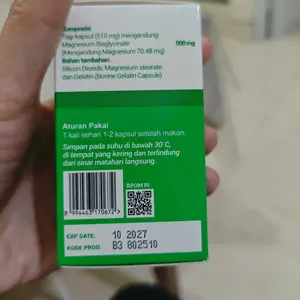 Komposisi
Tiap kapsul (510 mg) mengandung
Magnesium Bisglycinate 500 mg
(Mengandung Magnesium 70.48 mg)
Bahan tambahan:
Silicon Dioxide, Magnesium stearate
dan Gelatin (Bovine Gelatin Capsule)
Aturan Pakai
1 kali sehari 1-2 kapsul setelah makan.
Simpan pada suhu di bawah 30°C,
di tempat yang kering dan terlindung
dari sinar matahari langsung.
BPOM RI
8 994463 170672
EXP DATE: 10 2027
KODE PROD: B3 802510